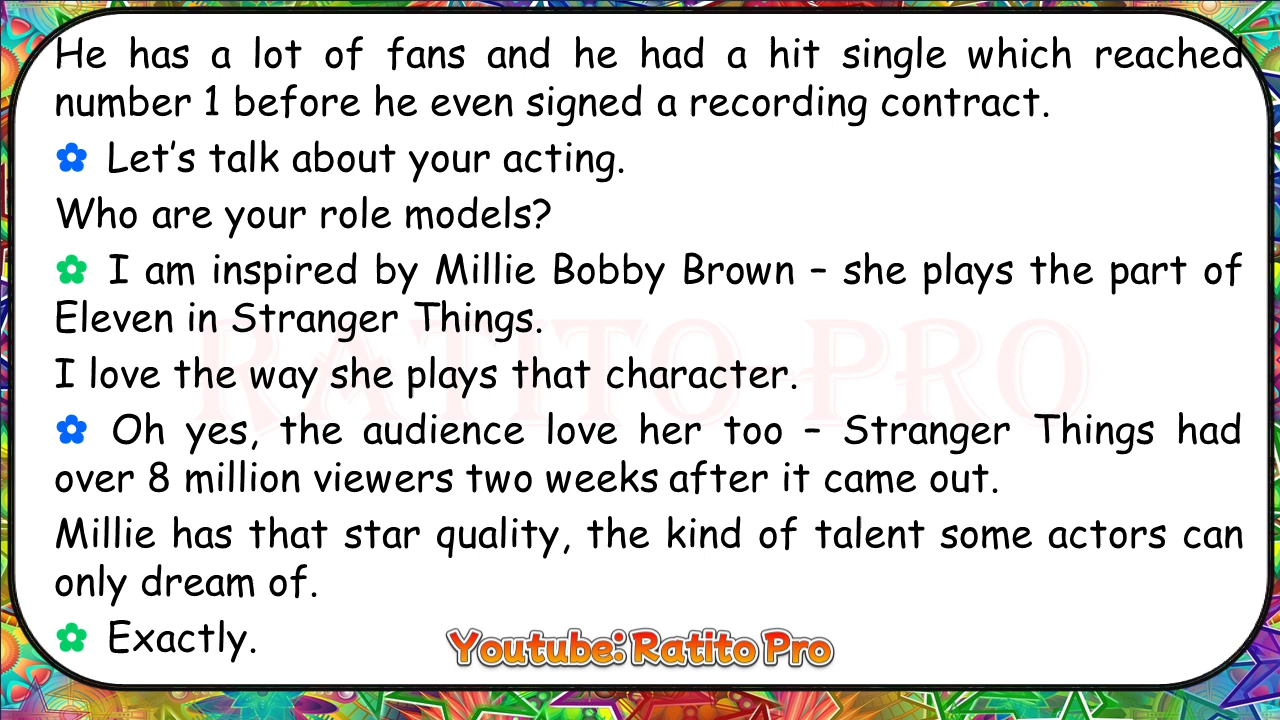 He has a lot of fans and he had a hit single which reached
number 1 before he even signed a recording contract.
✿ Let’s talk about your acting.
Who are your role models?
✿ I am inspired by Millie Bobby Brown – she plays the part of
Eleven in Stranger Things.
I love the way she plays that character.
✿ Oh yes, the audience love her too – Stranger Things had
over 8 million viewers two weeks after it came out.
Millie has that star quality, the kind of talent some actors can
only dream of.
✿ Exactly.
Youtube: Ratito Pro
RATITO PRO